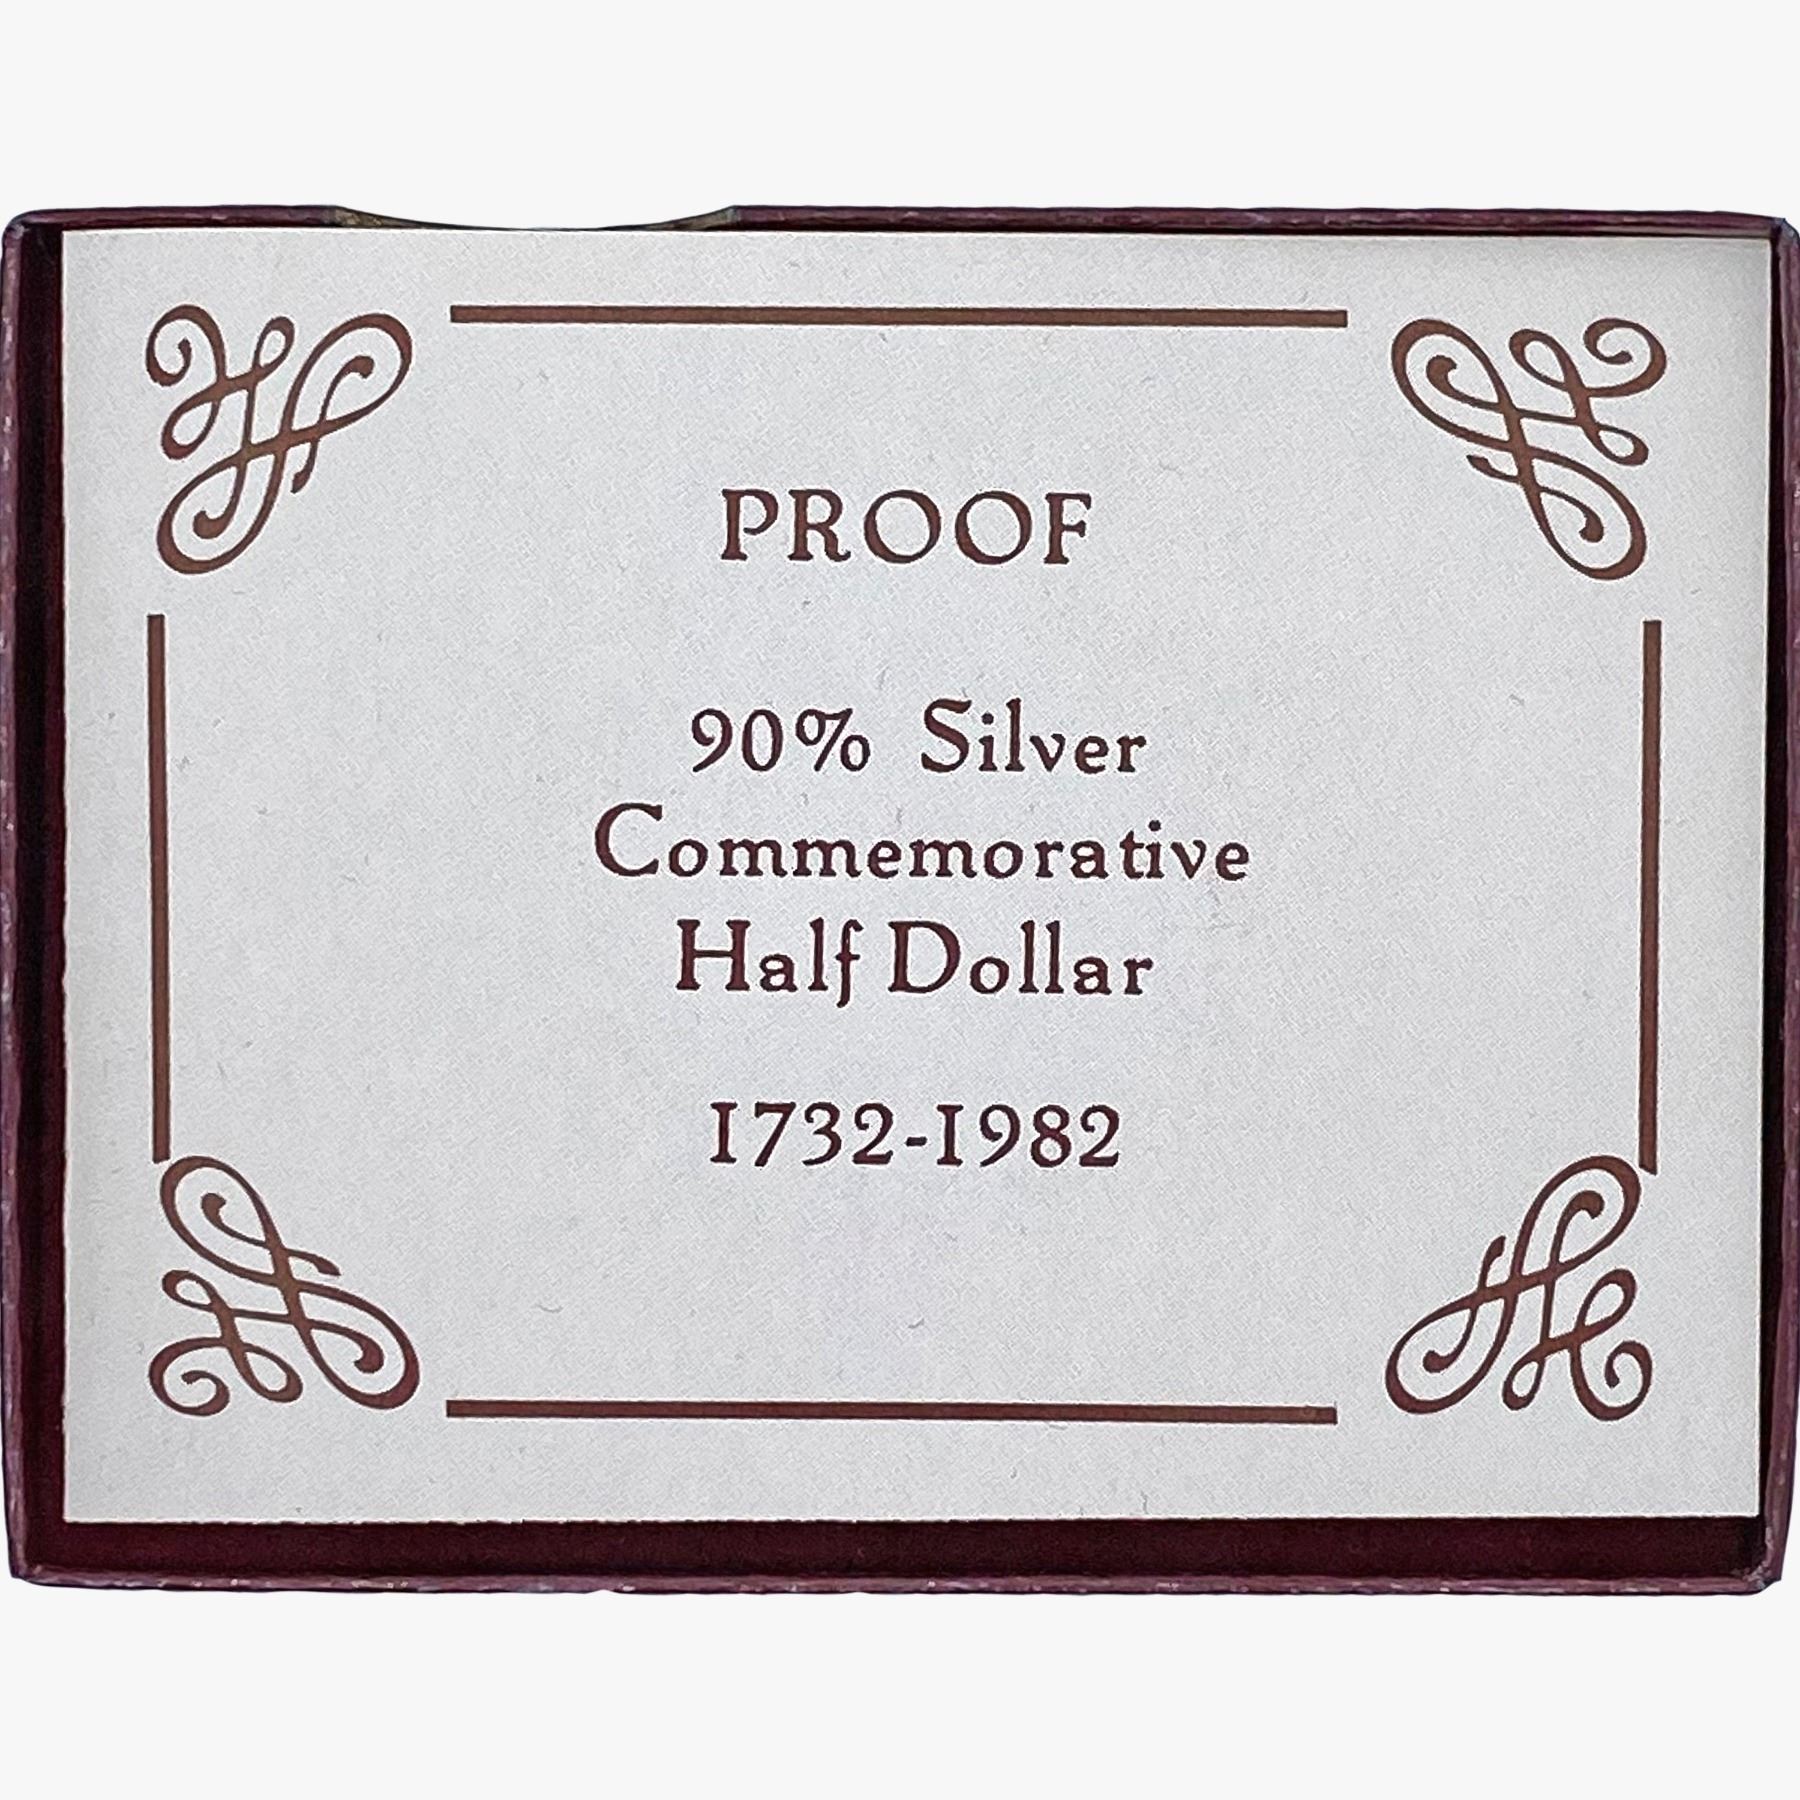 PROOF
90% Silver
Commemorative
Half Dollar
1732-1982